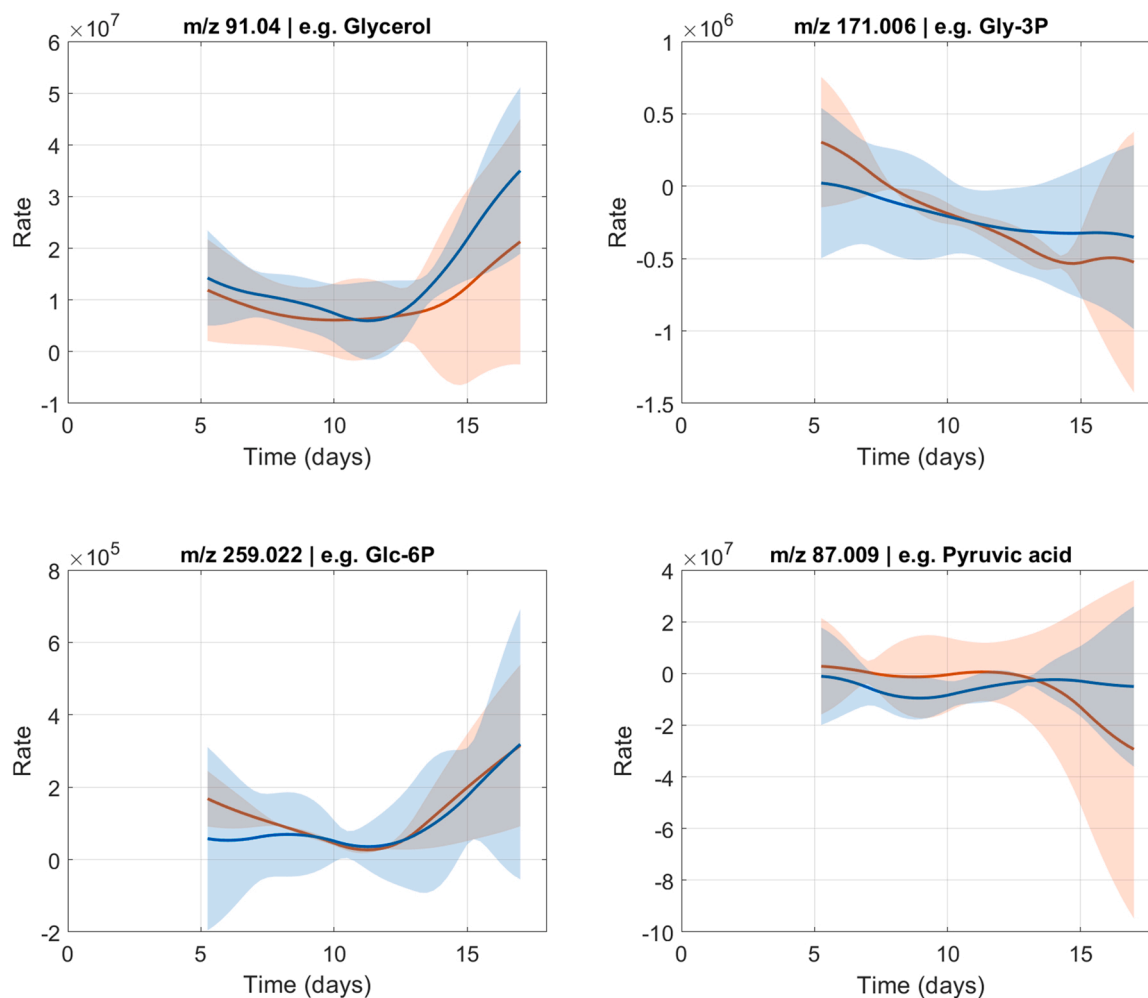 m/z 91.04 | e.g. Glycerol
×10^7
6
5
4
3
2
1
0
-1
Rate
0 5 10 15
Time (days)
m/z 171.006 | e.g. Gly-3P
×10^6
1
0.5
0
-0.5
-1
-1.5
Rate
0 5 10 15
Time (days)
m/z 259.022 | e.g. Glc-6P
×10^5
8
6
4
2
0
-2
Rate
0 5 10 15
Time (days)
m/z 87.009 | e.g. Pyruvic acid
×10^7
4
2
0
-2
-4
-6
-8
-10
Rate
0 5 10 15
Time (days)